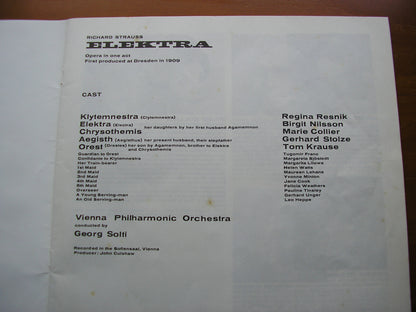 RICHARD STRAUSS
ELEKTRA
Opera in one act
First produced at Dresden in 1909
CAST
Klytemnestra (Clytemnestra) Regina Resnik
Elektra (Electra) Birgit Nilsson
Chrysothemis her daughters by her first husband Agamemnon Marie Collier
Aegisth (Aegisthus) her present husband, their stepfather Gerhard Stolze
Orest (Orestes) her son by Agamemnon, brother to Elektra and Chrysothemis Tom Krause
Guardian to Orest Tugomir Franc
Confidante to Klytemnestra Margareta Sjöstedt
Her Train-bearer Margarita Lilowa
1st Maid Helen Watts
2nd Maid Maureen Lehane
3rd Maid Yvonne Minton
4th Maid Jane Cook
5th Maid Felicia Weathers
Overseer Pauline Tinsley
A Young Serving-man Gerhard Unger
An Old Serving-man Leo Heppe
Vienna Philharmonic Orchestra
conducted by
Georg Solti
Recorded in the Sofiensaal, Vienna
Producer: John Culshaw